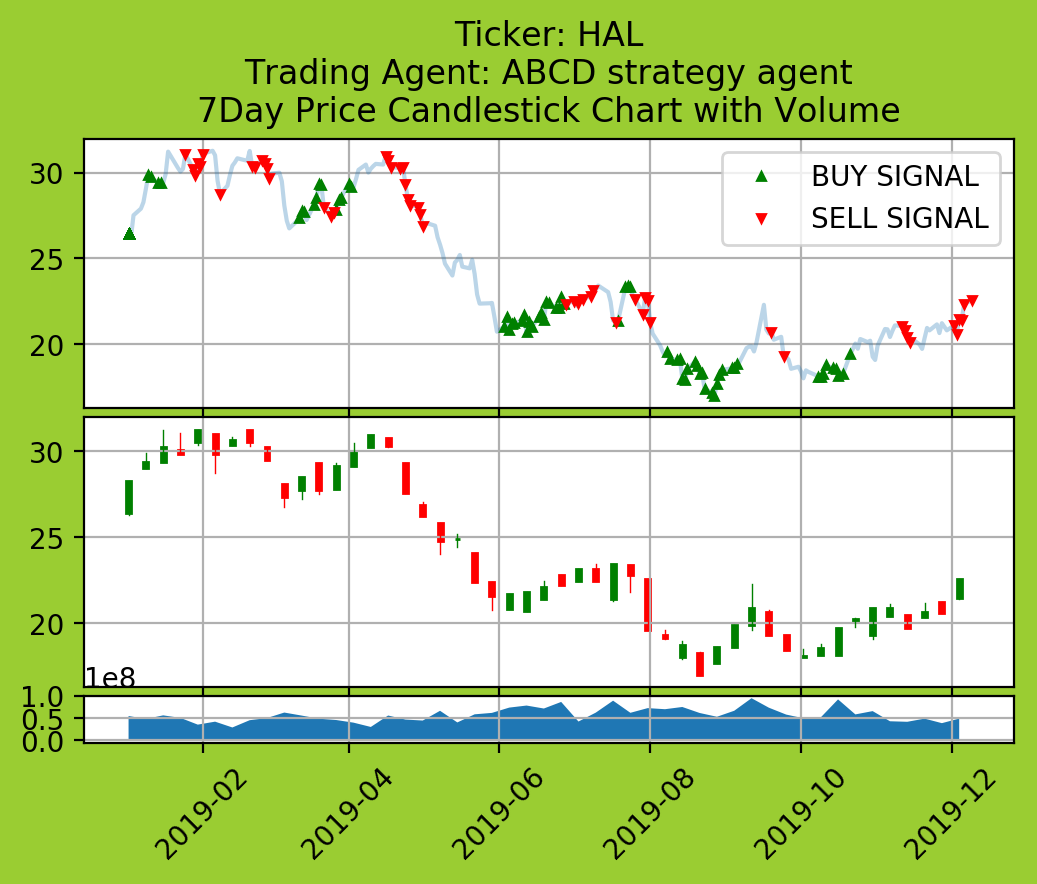 Ticker: HAL
Trading Agent: ABCD strategy agent
7Day Price Candlestick Chart with Volume
BUY SIGNAL
SELL SIGNAL
30
25
20
30
25
20
1e8
1.0
0.5
0.0
2019-02
2019-04
2019-06
2019-08
2019-10
2019-12